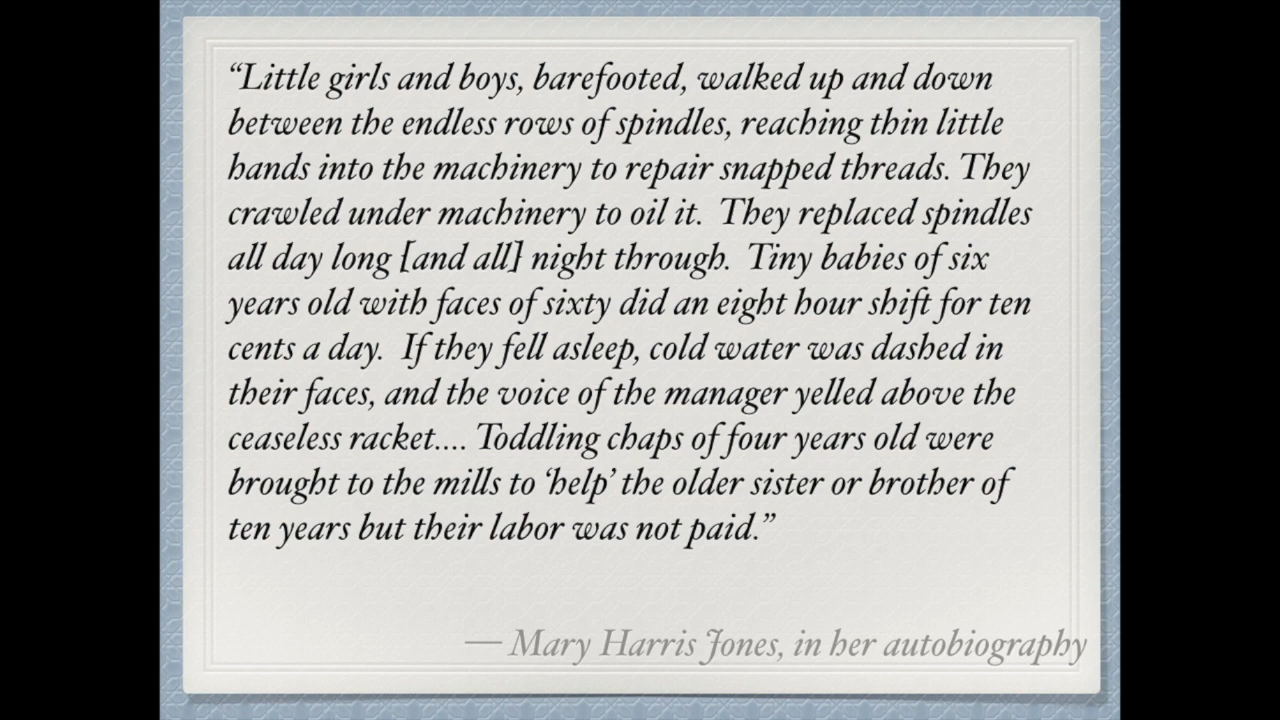 “Little girls and boys, barefooted, walked up and down
between the endless rows of spindles, reaching thin little
hands into the machinery to repair snapped threads. They
crawled under machinery to oil it.  They replaced spindles
all day long [and all] night through.  Tiny babies of six
years old with faces of sixty did an eight hour shift for ten
cents a day.  If they fell asleep, cold water was dashed in
their faces, and the voice of the manager yelled above the
ceaseless racket.... Toddling chaps of four years old were
brought to the mills to ‘help’ the older sister or brother of
ten years but their labor was not paid.”
— Mary Harris Jones, in her autobiography